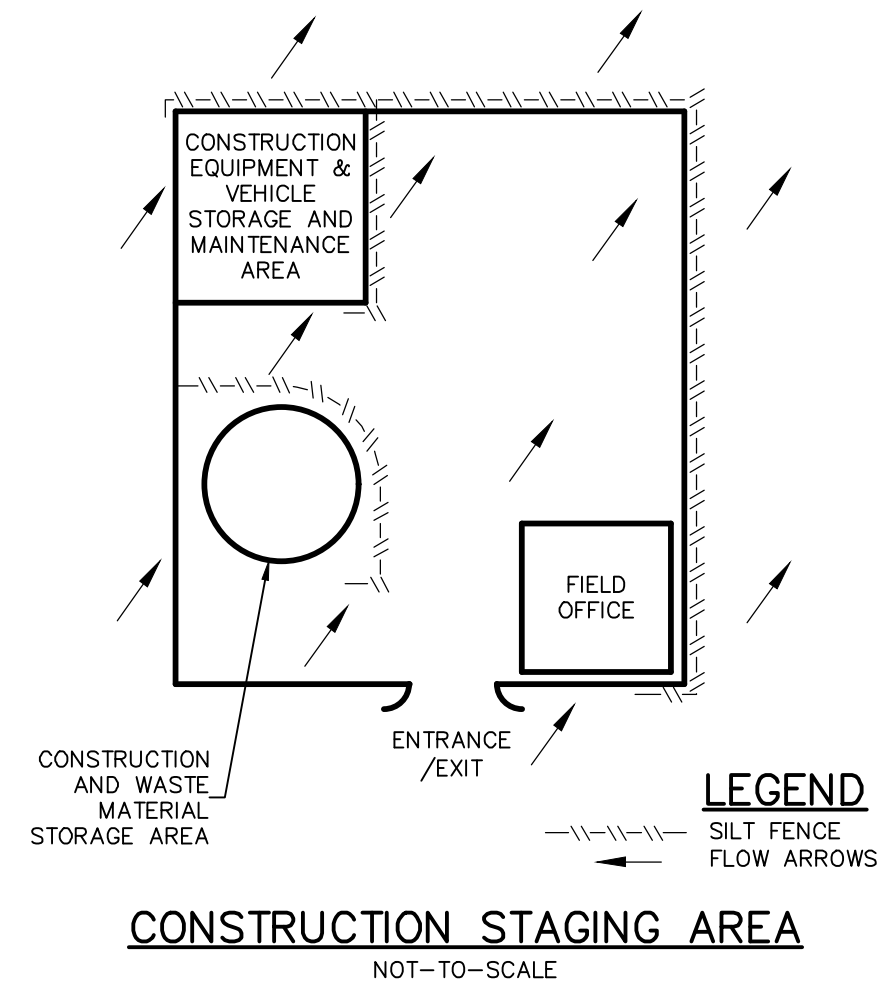 CONSTRUCTION
EQUIPMENT &
VEHICLE
STORAGE AND
MAINTENANCE
AREA
FIELD
OFFICE
ENTRANCE
/EXIT
CONSTRUCTION
AND WASTE
MATERIAL
STORAGE AREA
LEGEND
SILT FENCE
FLOW ARROWS
CONSTRUCTION STAGING AREA
NOT-TO-SCALE